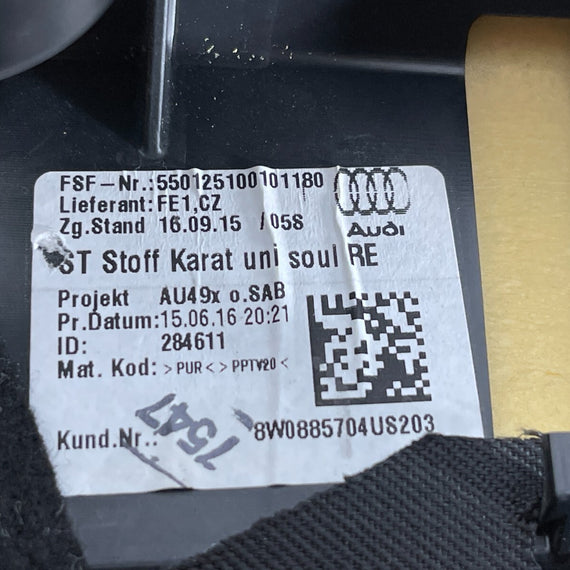 FSF-Nr.:550125100101180
Lieferant:FE1,CZ
Zg.Stand 16.09.15 /05S
Audi
ST Stoff Karat uni soul RE
Projekt AU49x o.SAB
Pr.Datum:15.06.16 20:21
ID: 284611
Mat. Kod: >PUR<>PPTV20<
7547
Kund.Nr.: 8W0885704US203